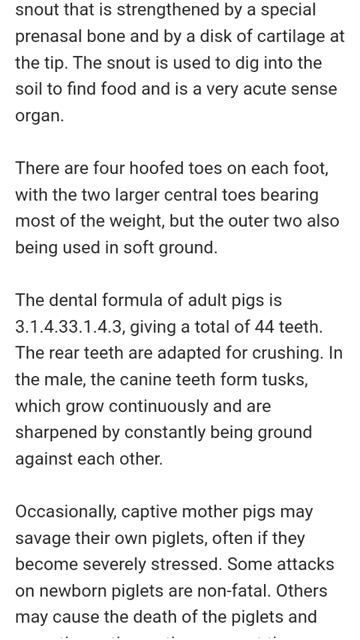 snout that is strengthened by a special
prenasal bone and by a disk of cartilage at
the tip. The snout is used to dig into the
soil to find food and is a very acute sense
organ.
There are four hoofed toes on each foot,
with the two larger central toes bearing
most of the weight, but the outer two also
being used in soft ground.
The dental formula of adult pigs is
3.1.4.33.1.4.3, giving a total of 44 teeth.
The rear teeth are adapted for crushing. In
the male, the canine teeth form tusks,
which grow continuously and are
sharpened by constantly being ground
against each other.
Occasionally, captive mother pigs may
savage their own piglets, often if they
become severely stressed. Some attacks
on newborn piglets are non-fatal. Others
may cause the death of the piglets and